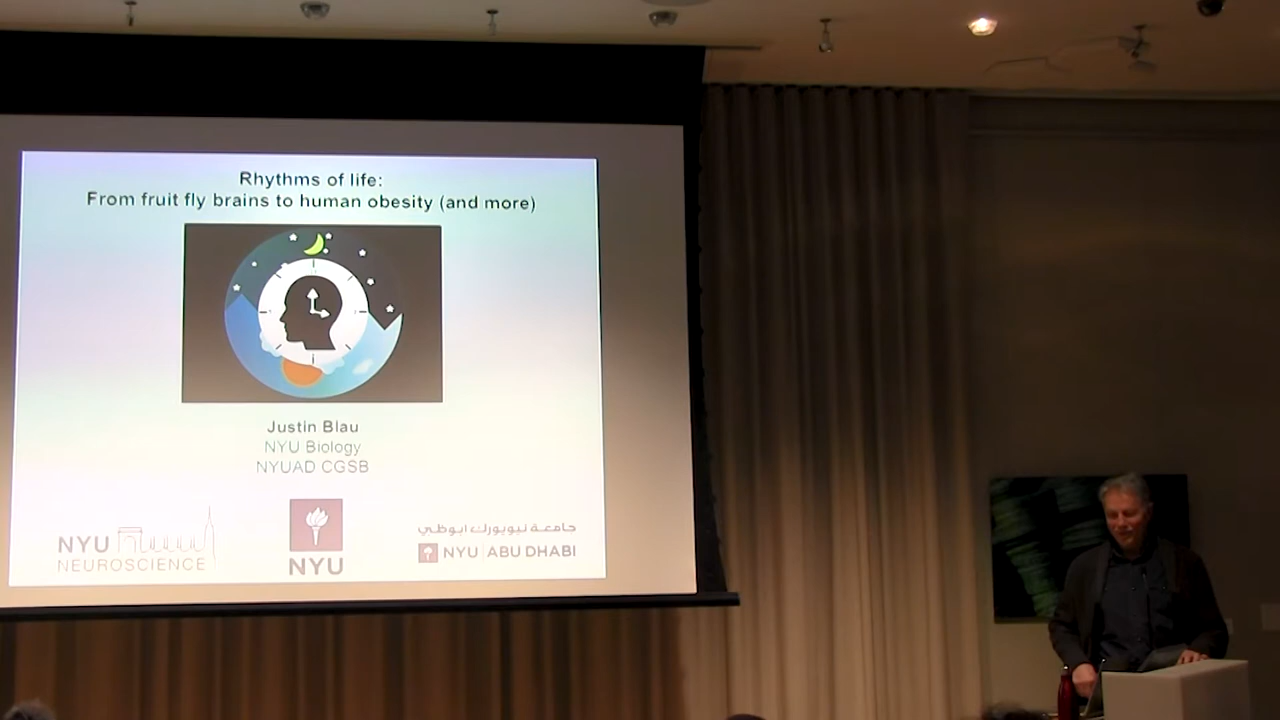 Rhythms of life:
From fruit fly brains to human obesity (and more)
Justin Blau
NYU Biology
NYUAD CGSB
NYU
NEUROSCIENCE
NYU
جامعة نيويورك أبوظبي
NYU | ABU DHABI